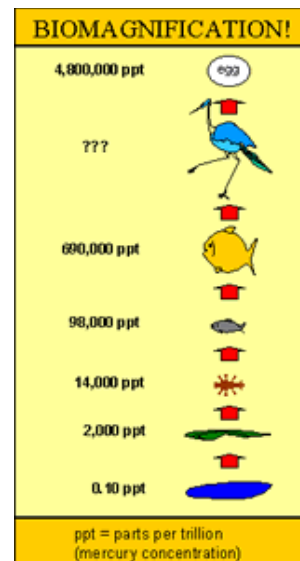 BIOMAGNIFICATION!
4,800,000 ppt
egg
???
690,000 ppt
98,000 ppt
14,000 ppt
2,000 ppt
0.10 ppt
ppt = parts per trillion
(mercury concentration)